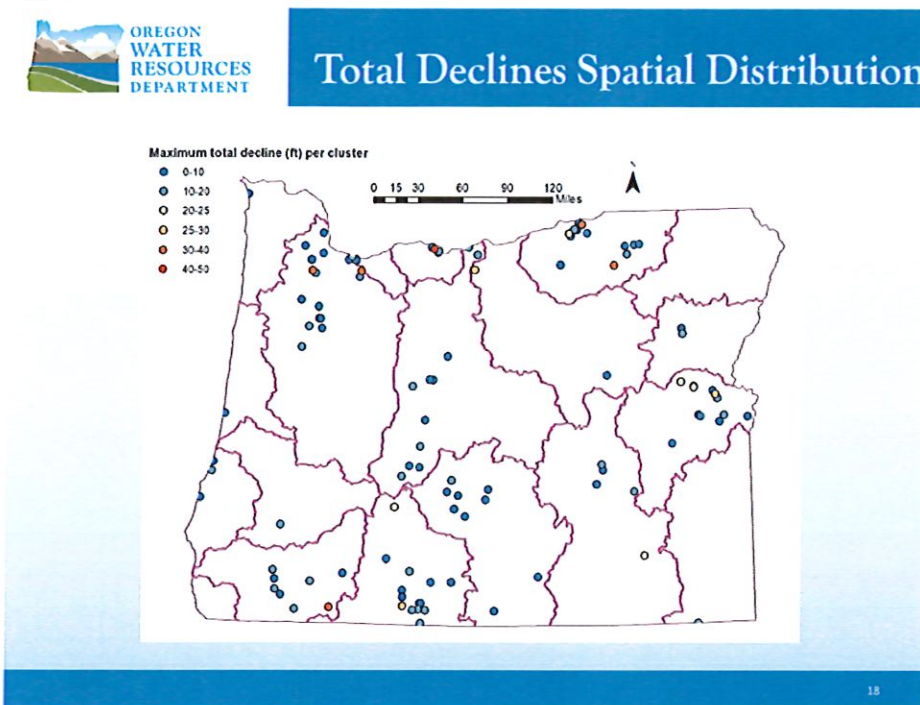 OREGON
WATER
RESOURCES
DEPARTMENT
Total Declines Spatial Distribution
Maximum total decline (ft) per cluster
0-10
10-20
20-25
25-30
30-40
40-50
0 15 30 60 90 120
Miles
18